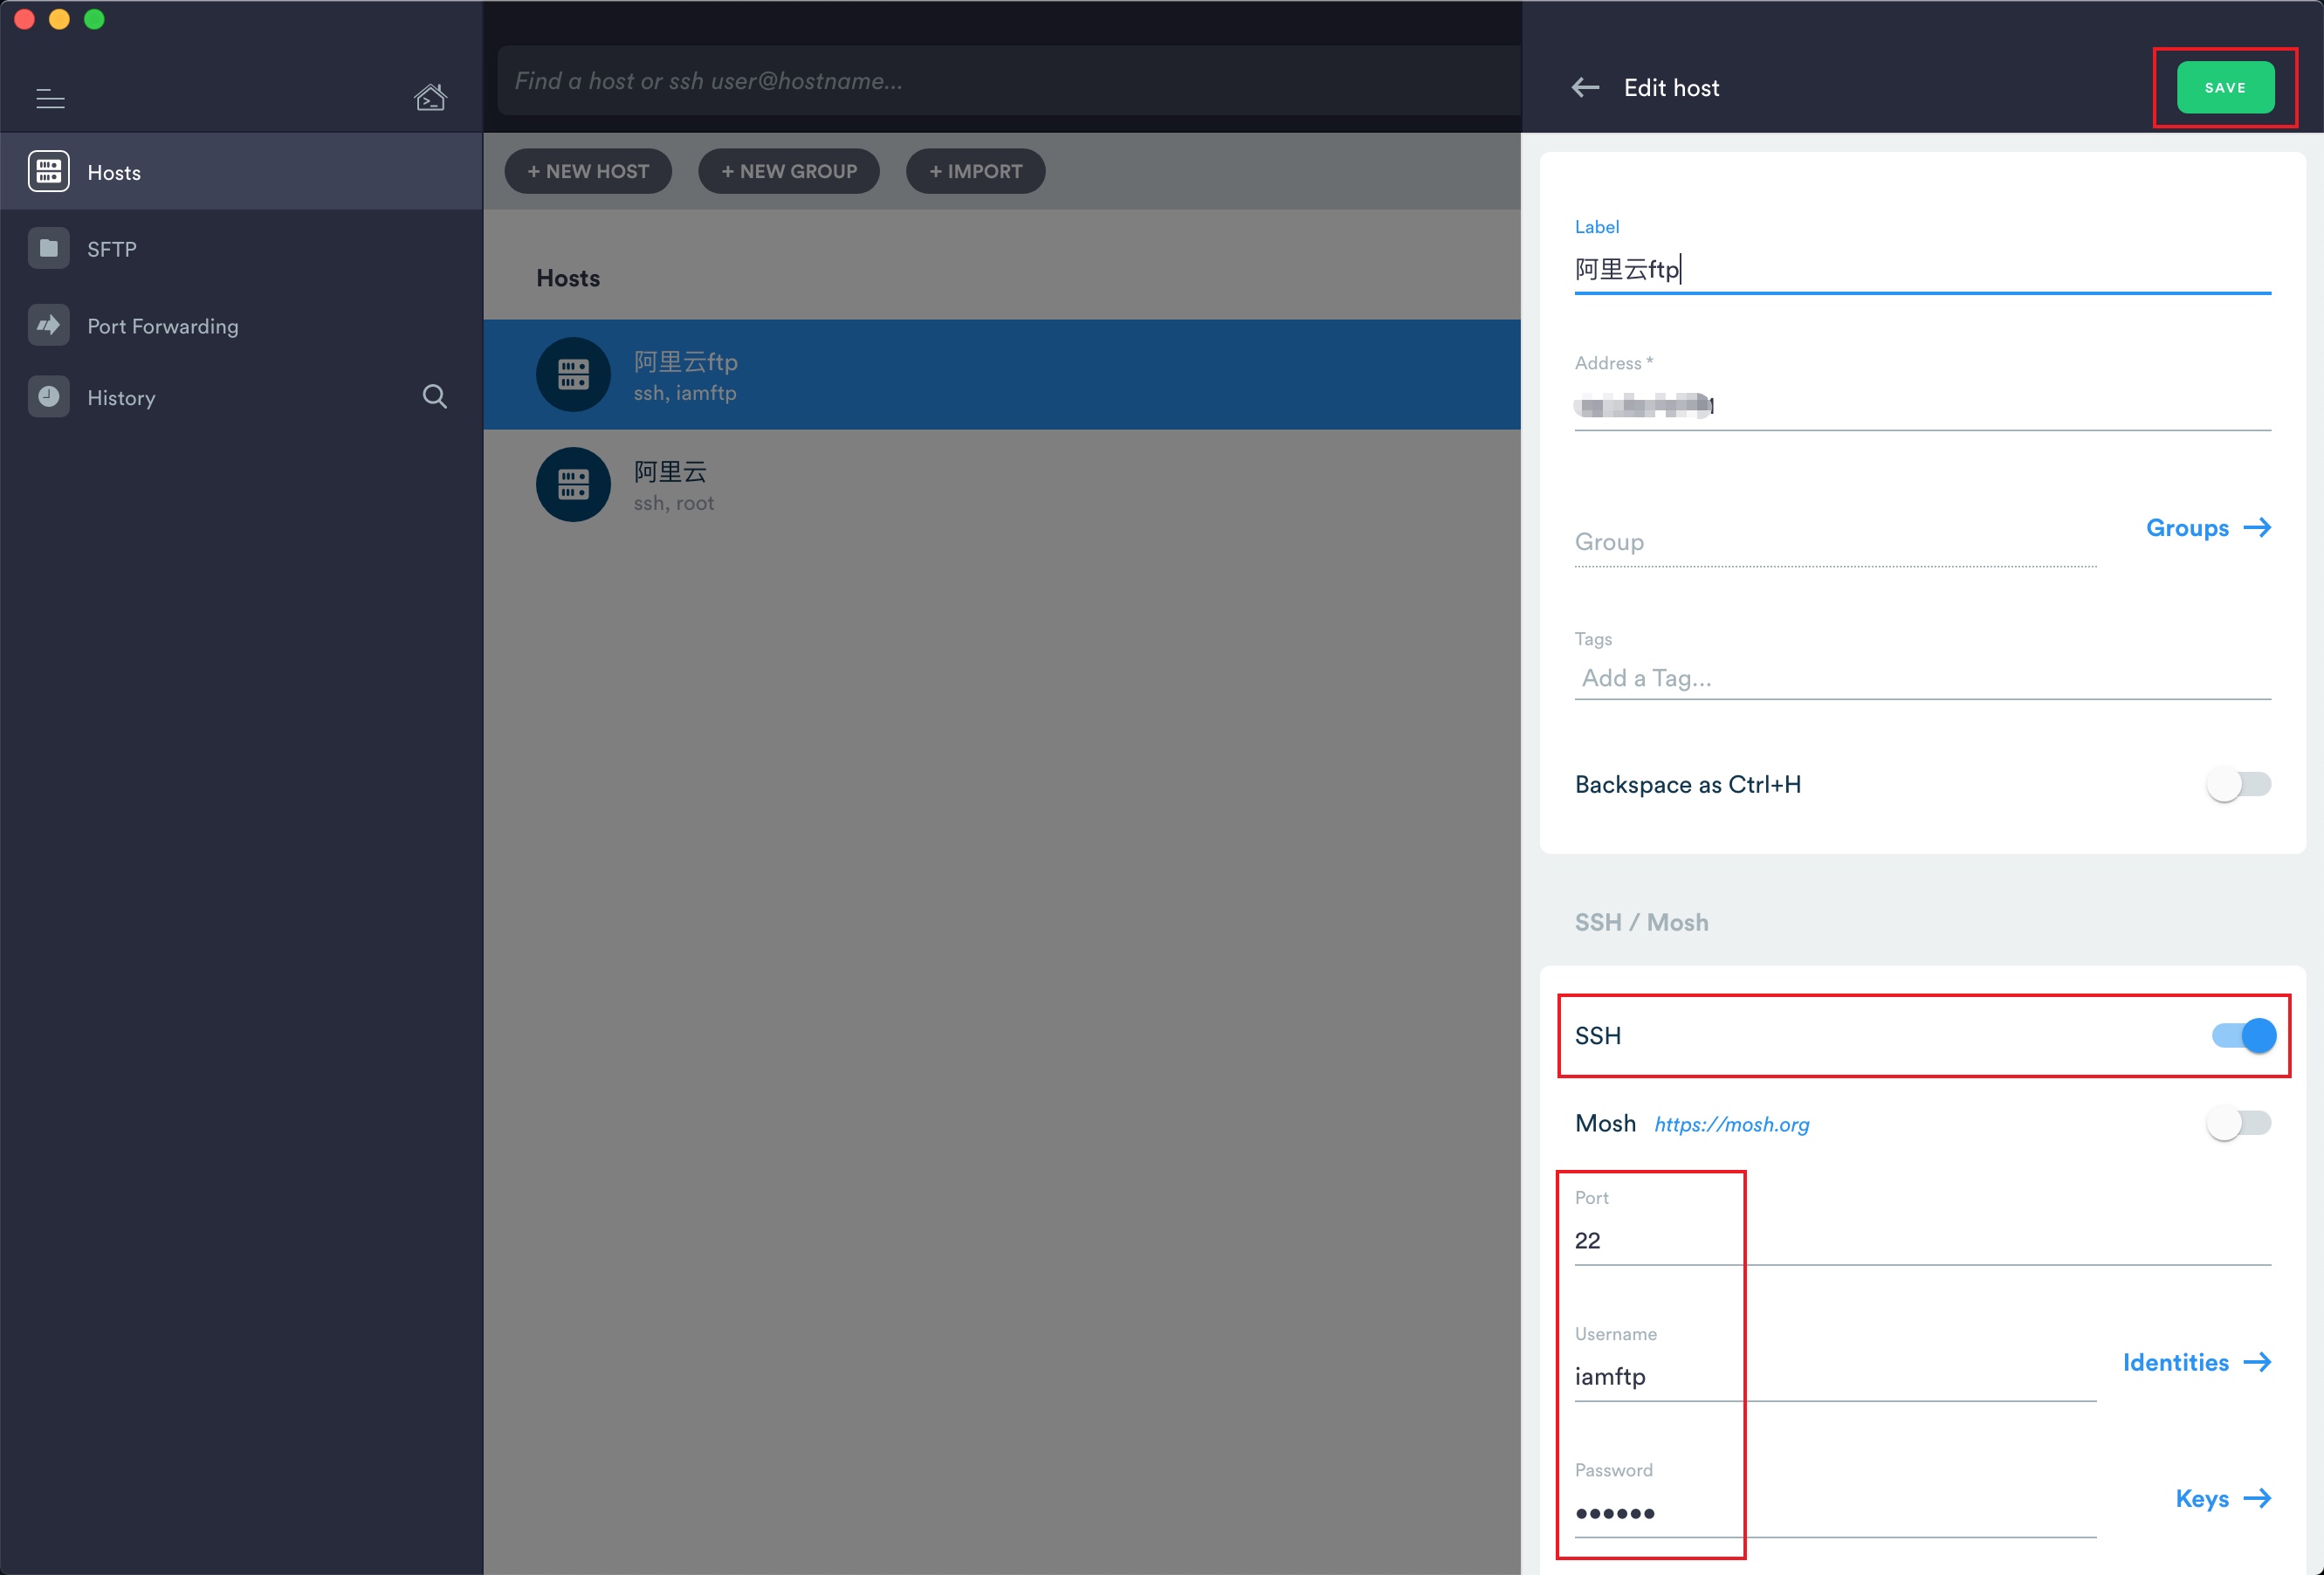 Find a host or ssh user@hostname...
Edit host
SAVE
Hosts
SFTP
Port Forwarding
History
+ NEW HOST
+ NEW GROUP
+ IMPORT
Hosts
阿里云ftp
ssh, iamftp
阿里云
ssh, root
Label
阿里云ftp
Address *
Group
Groups →
Tags
Add a Tag...
Backspace as Ctrl+H
SSH / Mosh
SSH
Mosh https://mosh.org
Port
22
Username
iamftp
Identities →
Password
••••••
Keys →